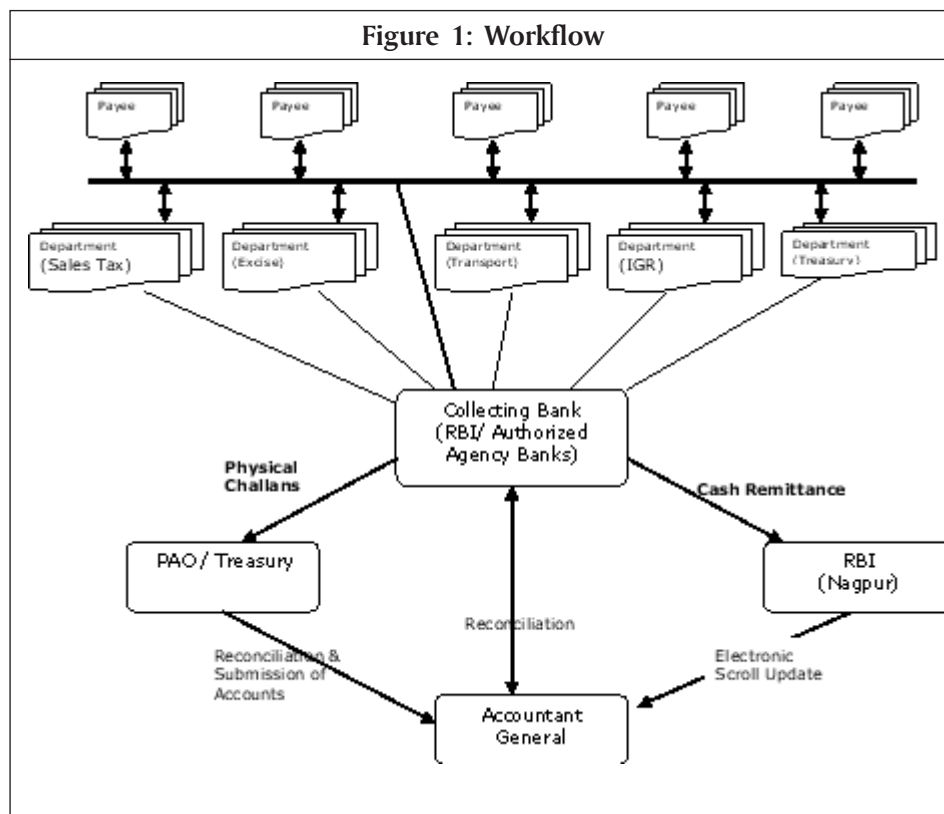 Figure 1: Workflow
Payee
Payee
Payee
Payee
Payee
Department
(Sales Tax)
Department
(Excise)
Department
(Transport)
Department
(IGR)
Department
(Treasury)
Collecting Bank
(RBI/ Authorized
Agency Banks)
Physical
Challans
Cash Remittance
PAO/ Treasury
RBI
(Nagpur)
Reconciliation
Reconciliation &
Submission of
Accounts
Electronic
Scroll Update
Accountant
General